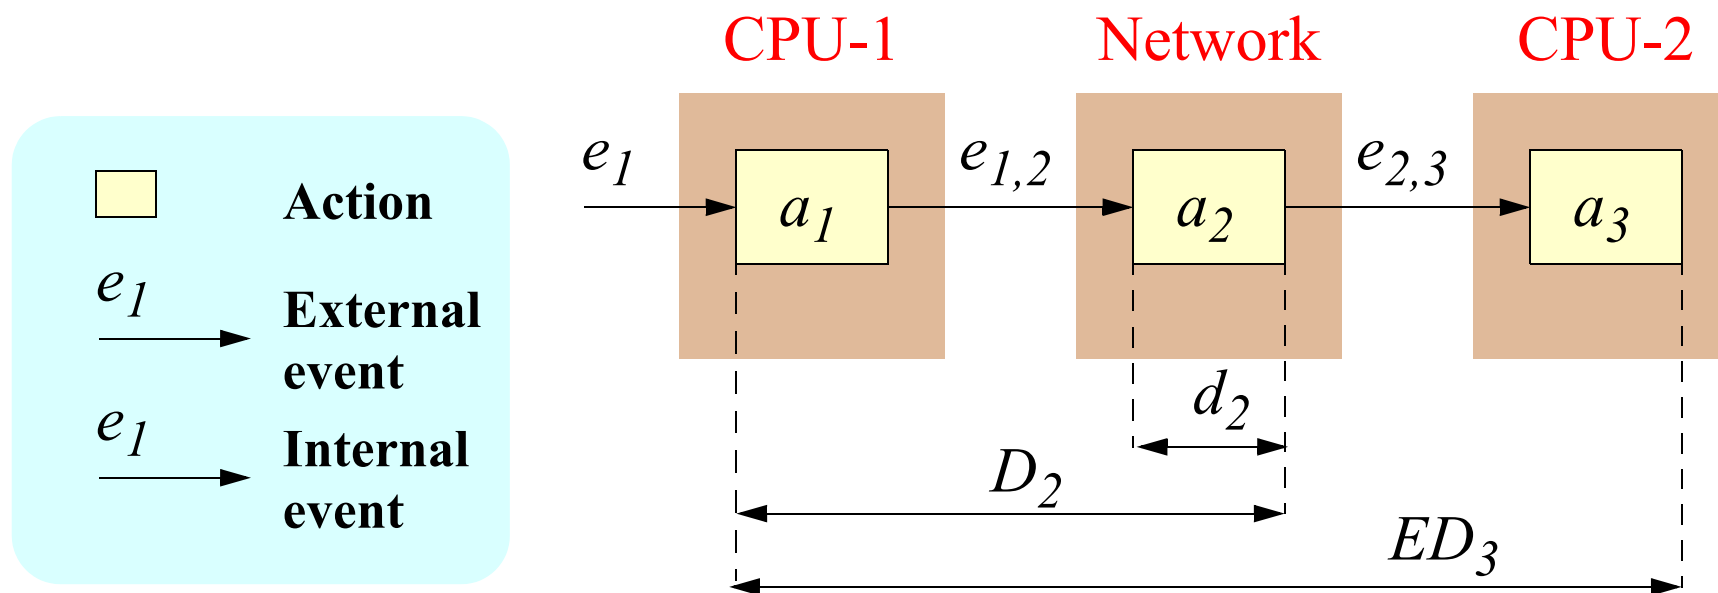 CPU-1 Network CPU-2
e1 e1,2 e2,3
a1 a2 a3
Action
e1
External
event
e1
Internal
event
d2
D2
ED3